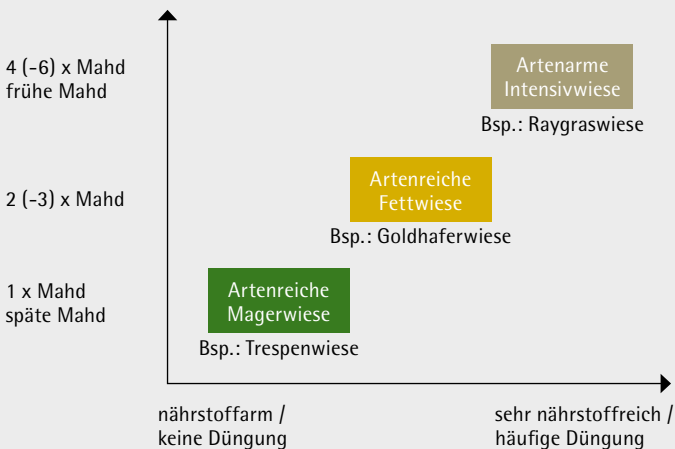 4 (-6) x Mahd
frühe Mahd
Artenarme
Intensivwiese
Bsp.: Raygraswiese
2 (-3) x Mahd
Artenreiche
Fettwiese
Bsp.: Goldhaferwiese
1 x Mahd
späte Mahd
Artenreiche
Magerwiese
Bsp.: Trespenwiese
nährstoffarm /
keine Düngung
sehr nährstoffreich /
häufige Düngung